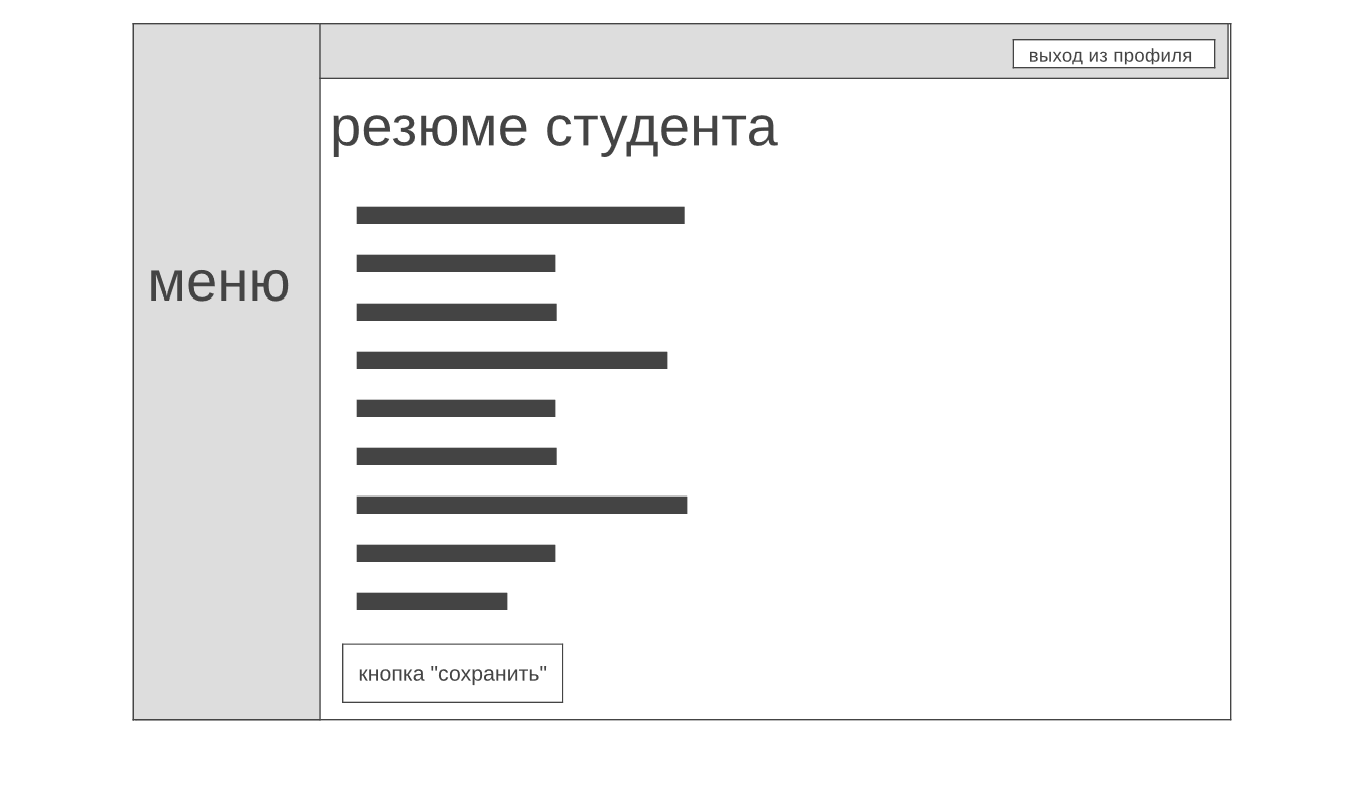 выход из профиля
резюме студента
меню
кнопка "сохранить"